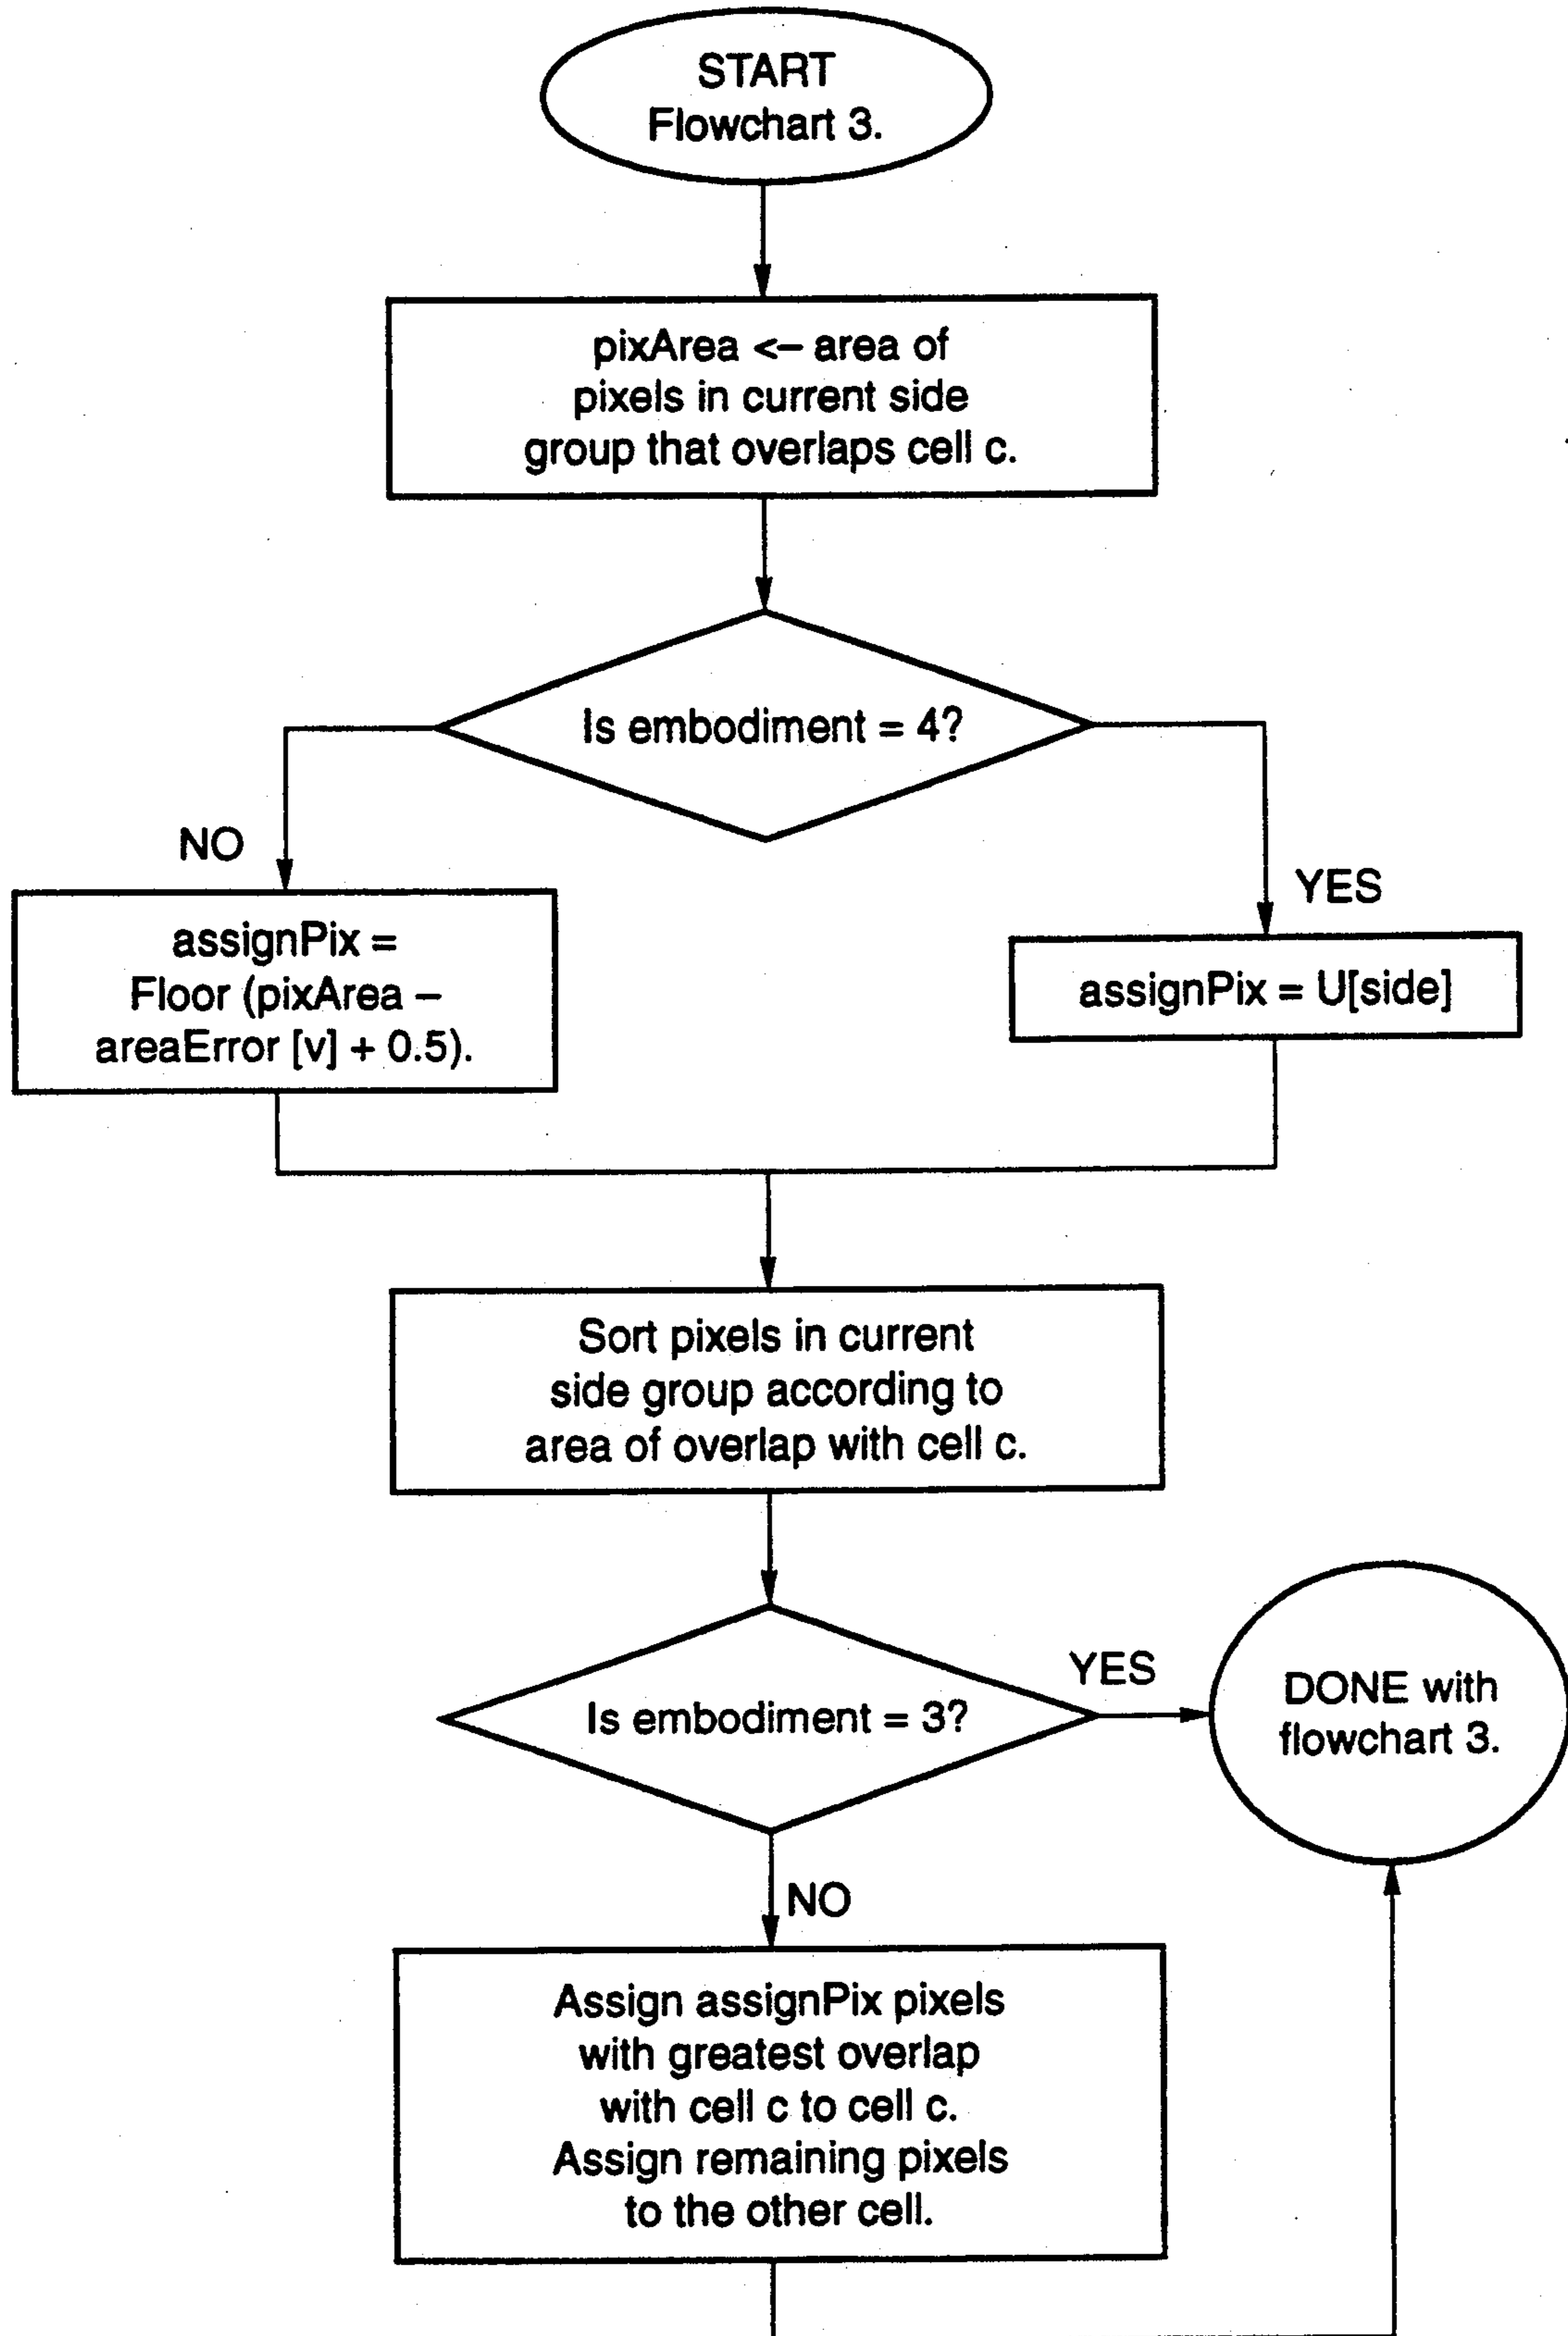 START
Flowchart 3.
pixArea <– area of
pixels in current side
group that overlaps cell c.
Is embodiment = 4?
NO
YES
assignPix =
Floor (pixArea –
areaError [v] + 0.5).
assignPix = U[side]
Sort pixels in current
side group according to
area of overlap with cell c.
Is embodiment = 3?
YES
DONE with
flowchart 3.
NO
Assign assignPix pixels
with greatest overlap
with cell c to cell c.
Assign remaining pixels
to the other cell.